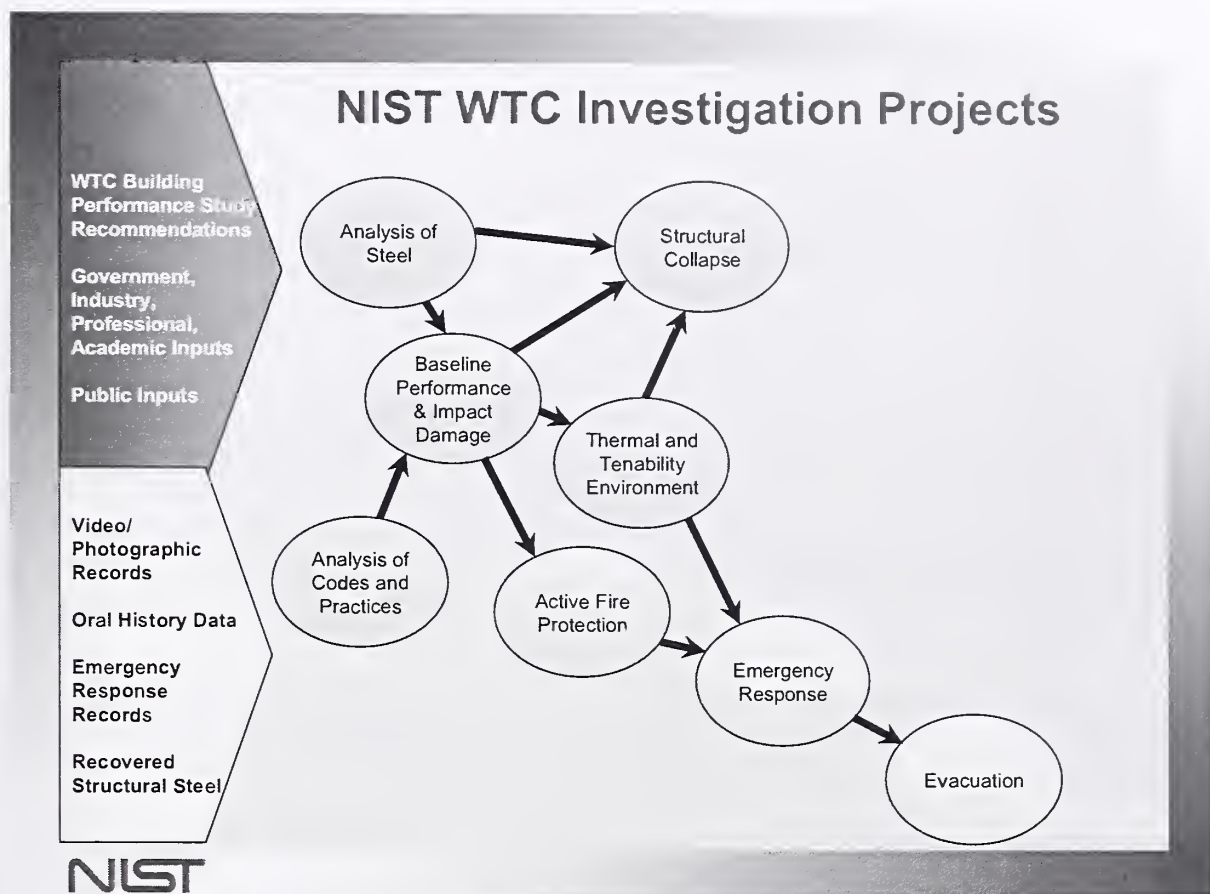 NIST WTC Investigation Projects
WTC Building
Performance Study
Recommendations
Government,
Industry,
Professional,
Academic Inputs
Public Inputs
Video/
Photographic
Records
Oral History Data
Emergency
Response
Records
Recovered
Structural Steel
Analysis of
Steel
Structural
Collapse
Baseline
Performance
& Impact
Damage
Thermal and
Tenability
Environment
Analysis of
Codes and
Practices
Active Fire
Protection
Emergency
Response
Evacuation
NIST